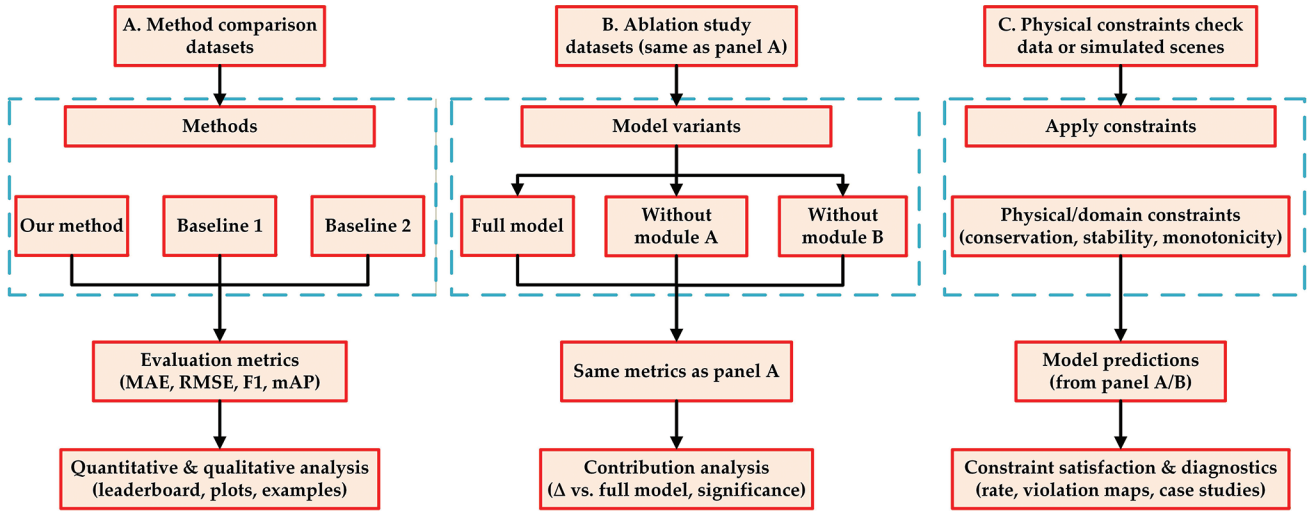 A. Method comparison
datasets
Methods
Our method
Baseline 1
Baseline 2
Evaluation metrics
(MAE, RMSE, F1, mAP)
Quantitative & qualitative analysis
(leaderboard, plots, examples)
B. Ablation study
datasets (same as panel A)
Model variants
Full model
Without
module A
Without
module B
Same metrics as panel A
Contribution analysis
(Δ vs. full model, significance)
C. Physical constraints check
data or simulated scenes
Apply constraints
Physical/domain constraints
(conservation, stability, monotonicity)
Model predictions
(from panel A/B)
Constraint satisfaction & diagnostics
(rate, violation maps, case studies)